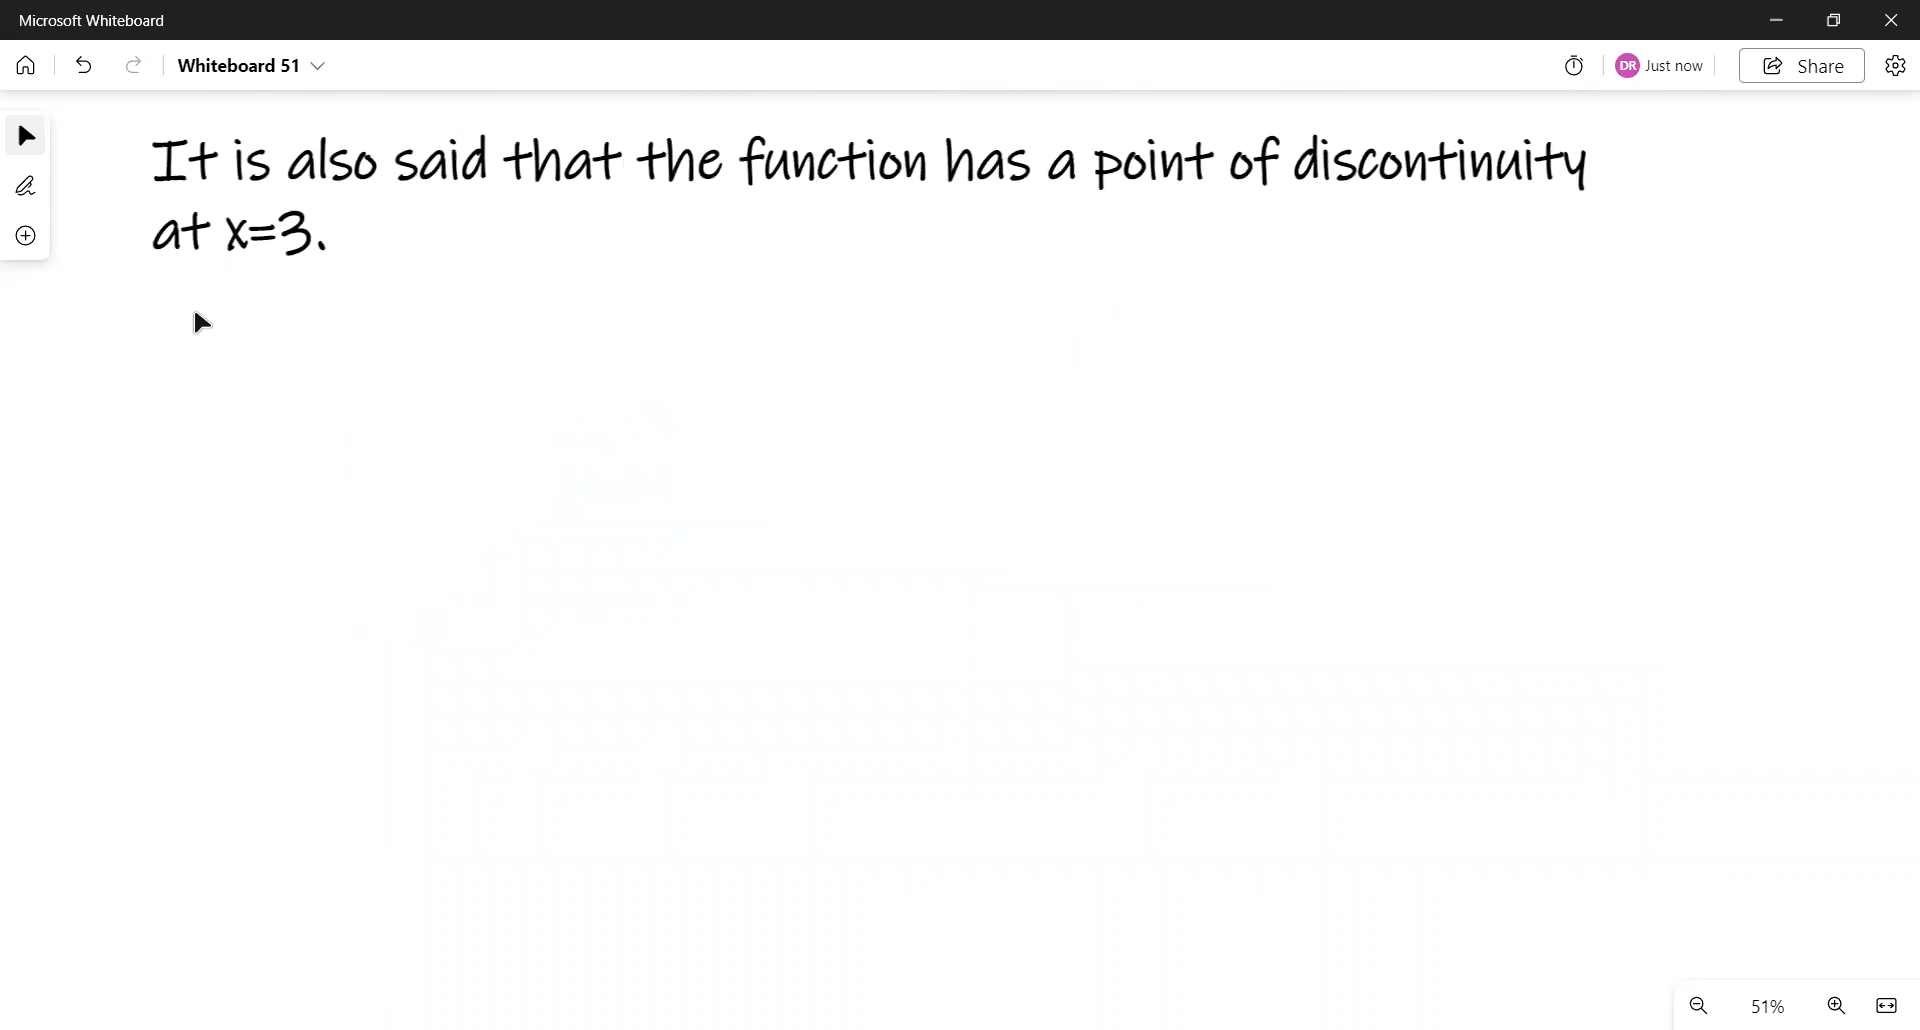 Microsoft Whiteboard
Whiteboard 51
DR Just now
Share
It is also said that the function has a point of discontinuity
at x=3.
51%